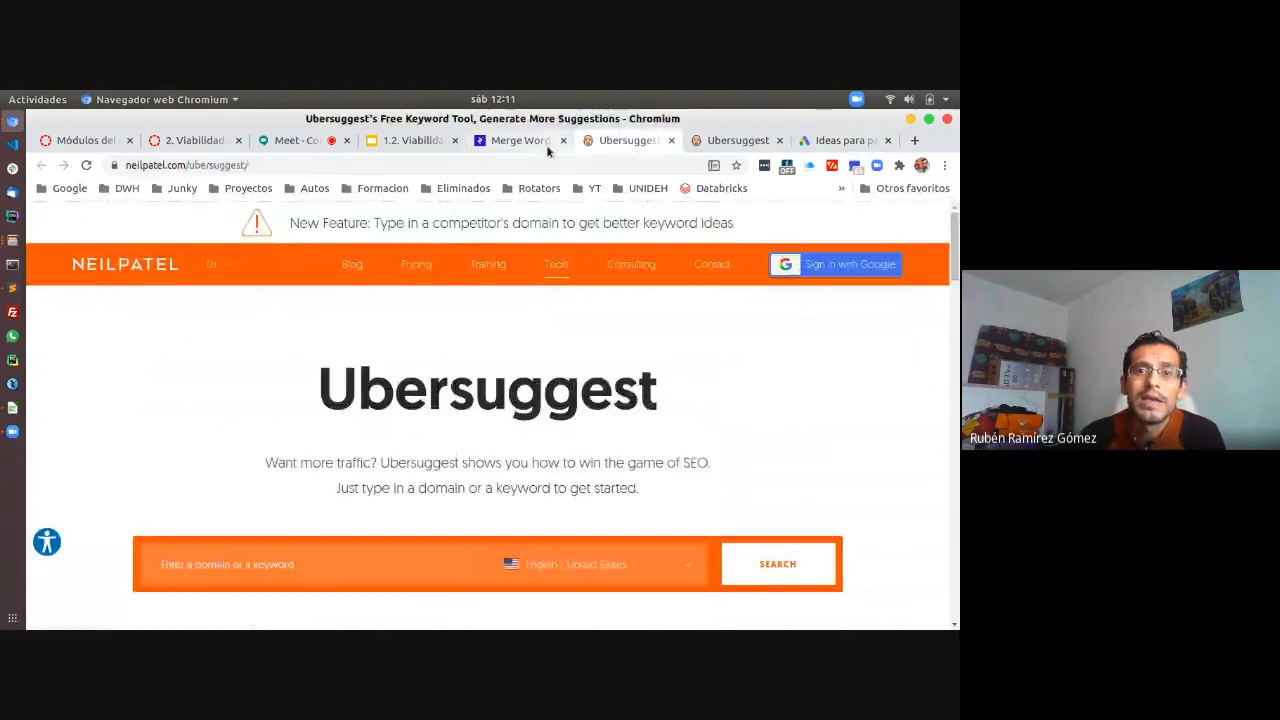 Actividades
Navegador web Chromium
sáb 12:11
Ubersuggest's Free Keyword Tool, Generate More Suggestions - Chromium
Módulos del
2. Viabilidad
Meet - Co
1.2. Viabilida
Merge Word
Ubersuggest
Ubersuggest
Ideas para pa
neilpatel.com/ubersuggest/
OFF
Google
DWH
Junky
Proyectos
Autos
Formacion
Eliminados
Rotators
YT
UNIDEH
Databricks
»
Otros favoritos
New Feature: Type in a competitor's domain to get better keyword ideas
NEILPATEL
Blog
Pricing
Training
Tools
Consulting
Contact
Sign in with Google
Ubersuggest
Want more traffic? Ubersuggest shows you how to win the game of SEO.
Just type in a domain or a keyword to get started.
Enter a domain or a keyword
English - United States
SEARCH
Rubén Ramírez Gómez